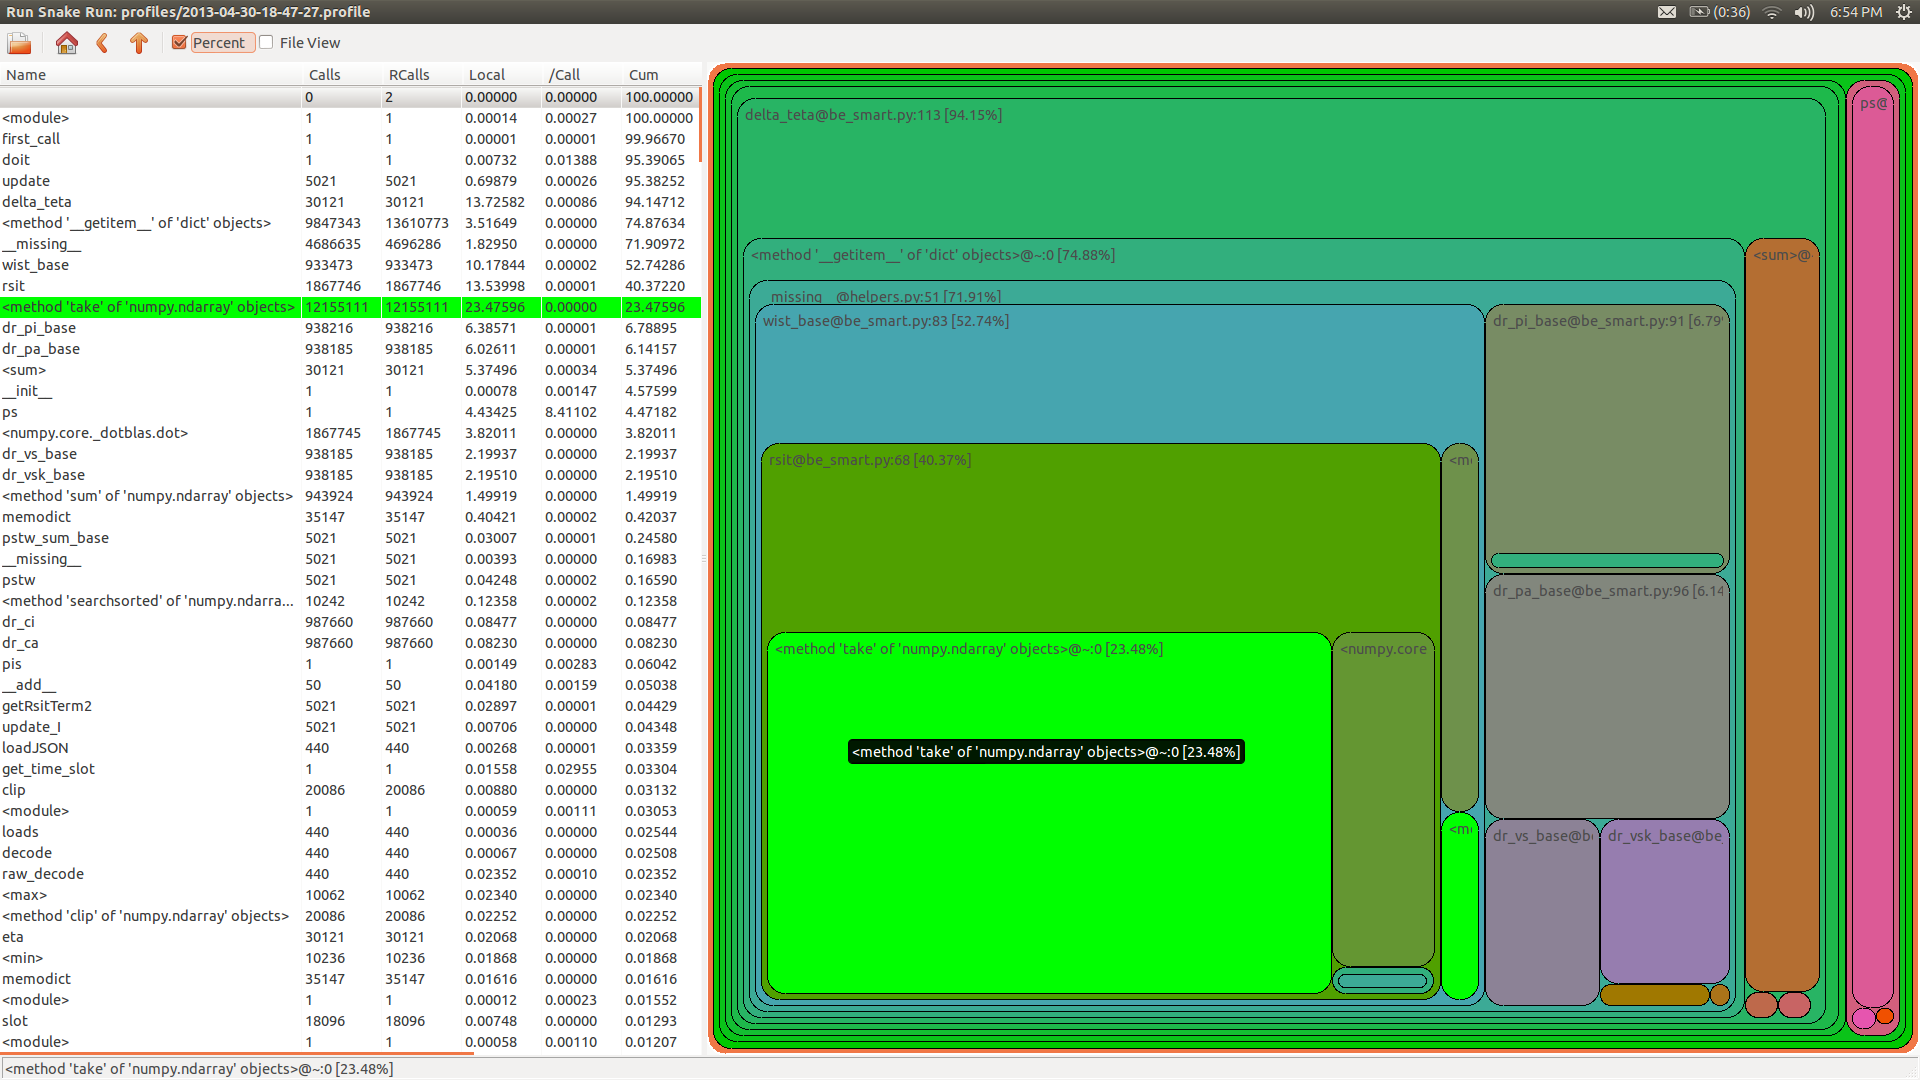 Run Snake Run: profiles/2013-04-30-18-47-27.profile (0:36) 6:54 PM
Percent File View
Name Calls RCalls Local /Call Cum
0 2 0.00000 0.00000 100.00000
<module> 1 1 0.00014 0.00027 100.00000
first_call 1 1 0.00001 0.00001 99.96670
doit 1 1 0.00732 0.01388 95.39065
update 5021 5021 0.69879 0.00026 95.38252
delta_teta 30121 30121 13.72582 0.00086 94.14712
<method '__getitem__' of 'dict' objects> 9847343 13610773 3.51649 0.00000 74.87634
__missing__ 4686635 4696286 1.82950 0.00000 71.90972
wist_base 933473 933473 10.17844 0.00002 52.74286
rsit 1867746 1867746 13.53998 0.00001 40.37220
<method 'take' of 'numpy.ndarray' objects> 12155111 12155111 23.47596 0.00000 23.47596
dr_pi_base 938216 938216 6.38571 0.00001 6.78895
dr_pa_base 938185 938185 6.02611 0.00001 6.14157
<sum> 30121 30121 5.37496 0.00034 5.37496
__init__ 1 1 0.00078 0.00147 4.57599
ps 1 1 4.43425 8.41102 4.47182
<numpy.core._dotblas.dot> 1867745 1867745 3.82011 0.00000 3.82011
dr_vs_base 938185 938185 2.19937 0.00000 2.19937
dr_vsk_base 938185 938185 2.19510 0.00000 2.19510
<method 'sum' of 'numpy.ndarray' objects> 943924 943924 1.49919 0.00000 1.49919
memodict 35147 35147 0.40421 0.00002 0.42037
pstw_sum_base 5021 5021 0.03007 0.00001 0.24580
__missing__ 5021 5021 0.00393 0.00000 0.16983
pstw 5021 5021 0.04248 0.00002 0.16590
<method 'searchsorted' of 'numpy.ndarra... 10242 10242 0.12358 0.00002 0.12358
dr_ci 987660 987660 0.08477 0.00000 0.08477
dr_ca 987660 987660 0.08230 0.00000 0.08230
pis 1 1 0.00149 0.00283 0.06042
__add__ 50 50 0.04180 0.00159 0.05038
getRsitTerm2 5021 5021 0.02897 0.00001 0.04429
update_I 5021 5021 0.00706 0.00000 0.04348
loadJSON 440 440 0.00268 0.00001 0.03359
get_time_slot 1 1 0.01558 0.02955 0.03304
clip 20086 20086 0.00880 0.00000 0.03132
<module> 1 1 0.00059 0.00111 0.03053
loads 440 440 0.00036 0.00000 0.02544
decode 440 440 0.00067 0.00000 0.02508
raw_decode 440 440 0.02352 0.00010 0.02352
<max> 10062 10062 0.02340 0.00000 0.02340
<method 'clip' of 'numpy.ndarray' objects> 20086 20086 0.02252 0.00000 0.02252
eta 30121 30121 0.02068 0.00000 0.02068
<min> 10236 10236 0.01868 0.00000 0.01868
memodict 35147 35147 0.01616 0.00000 0.01616
<module> 1 1 0.00012 0.00023 0.01552
slot 18096 18096 0.00748 0.00000 0.01293
<module> 1 1 0.00058 0.00110 0.01207
delta_teta@be_smart.py:113 [94.15%]
ps@
<method '__getitem__' of 'dict' objects>@~:0 [74.88%]
<sum>@
missing__@helpers.py:51 [71.91%]
wist_base@be_smart.py:83 [52.74%]
dr_pi_base@be_smart.py:91 [6.79%
rsit@be_smart.py:68 [40.37%]
<me
dr_pa_base@be_smart.py:96 [6.14
<method 'take' of 'numpy.ndarray' objects>@~:0 [23.48%]
<numpy.core
<method 'take' of 'numpy.ndarray' objects>@~:0 [23.48%]
<me
dr_vs_base@b
dr_vsk_base@be_
<method 'take' of 'numpy.ndarray' objects>@~:0 [23.48%]